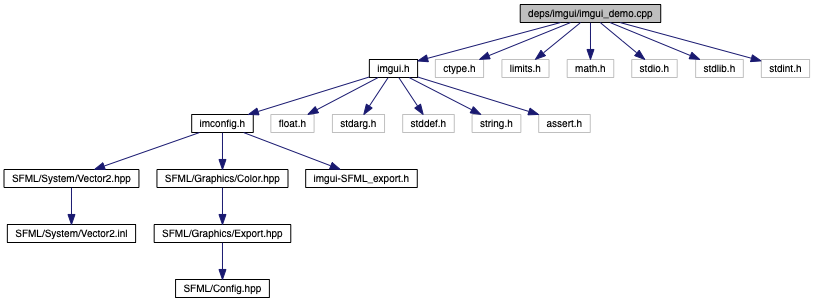 deps/imgui/imgui_demo.cpp
imgui.h
ctype.h
limits.h
math.h
stdio.h
stdlib.h
stdint.h
imconfig.h
float.h
stdarg.h
stddef.h
string.h
assert.h
SFML/System/Vector2.hpp
SFML/Graphics/Color.hpp
imgui-SFML_export.h
SFML/System/Vector2.inl
SFML/Graphics/Export.hpp
SFML/Config.hpp